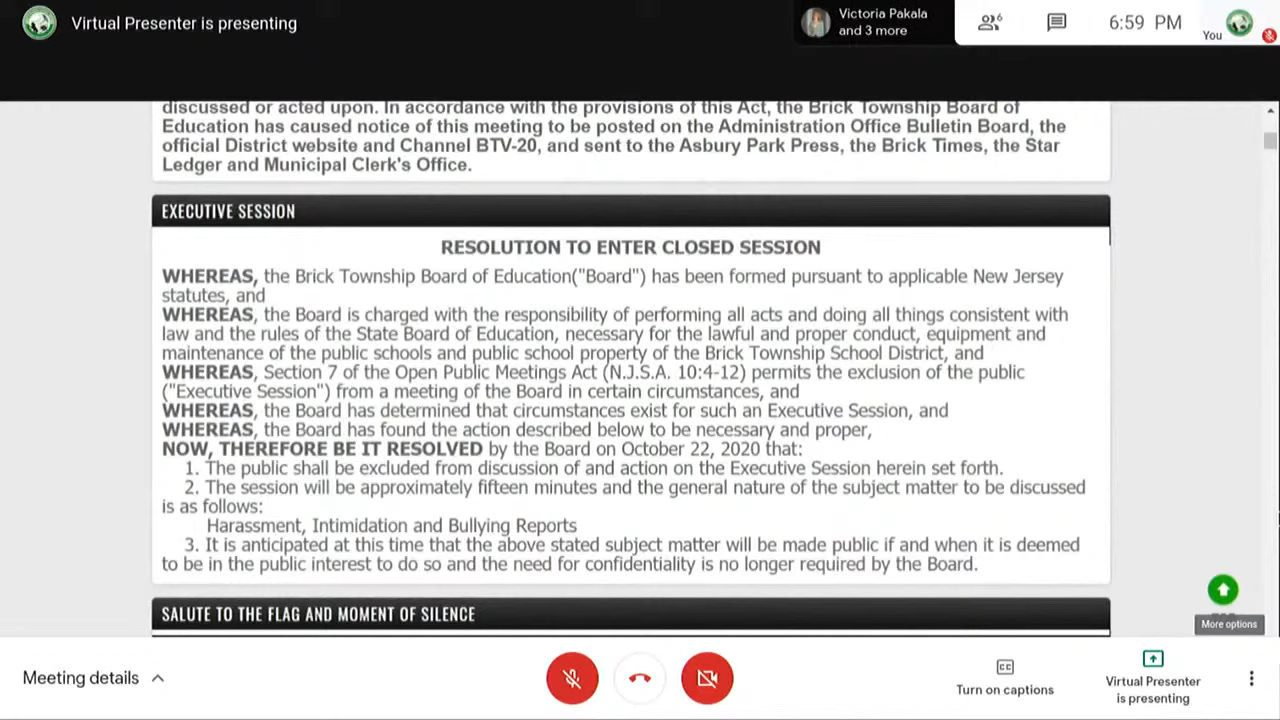 Virtual Presenter is presenting
Victoria Pakala
and 3 more
6
6:59 PM
You
discussed or acted upon. In accordance with the provisions of this Act, the Brick Township Board of
Education has caused notice of this meeting to be posted on the Administration Office Bulletin Board, the
official District website and Channel BTV-20, and sent to the Asbury Park Press, the Brick Times, the Star
Ledger and Municipal Clerk's Office.
EXECUTIVE SESSION
RESOLUTION TO ENTER CLOSED SESSION
WHEREAS, the Brick Township Board of Education("Board") has been formed pursuant to applicable New Jersey
statutes, and
WHEREAS, the Board is charged with the responsibility of performing all acts and doing all things consistent with
law and the rules of the State Board of Education, necessary for the lawful and proper conduct, equipment and
maintenance of the public schools and public school property of the Brick Township School District, and
WHEREAS, Section 7 of the Open Public Meetings Act (N.J.S.A. 10:4-12) permits the exclusion of the public
("Executive Session") from a meeting of the Board in certain circumstances, and
WHEREAS, the Board has determined that circumstances exist for such an Executive Session, and
WHEREAS, the Board has found the action described below to be necessary and proper,
NOW, THEREFORE BE IT RESOLVED by the Board on October 22, 2020 that:
1. The public shall be excluded from discussion of and action on the Executive Session herein set forth.
2. The session will be approximately fifteen minutes and the general nature of the subject matter to be discussed
is as follows:
Harassment, Intimidation and Bullying Reports
3. It is anticipated at this time that the above stated subject matter will be made public if and when it is deemed
to be in the public interest to do so and the need for confidentiality is no longer required by the Board.
SALUTE TO THE FLAG AND MOMENT OF SILENCE
More options
Meeting details
CC
Turn on captions
Virtual Presenter
is presenting